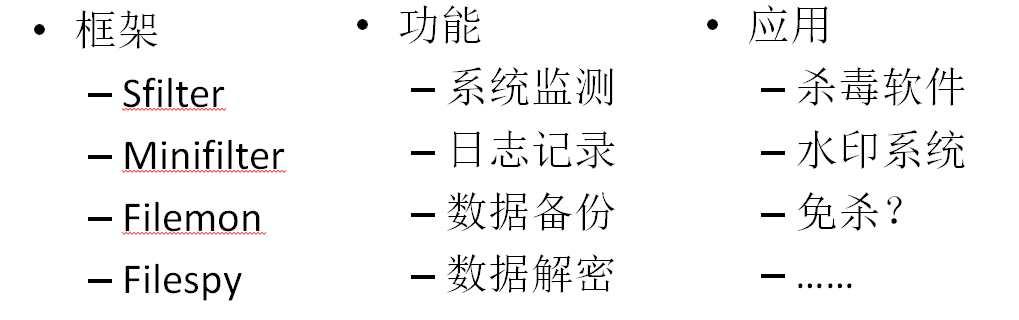 • 框架
– Sfilter
– Minifilter
– Filemon
– Filespy
• 功能
– 系统监测
– 日志记录
– 数据备份
– 数据解密
• 应用
– 杀毒软件
– 水印系统
– 免杀？
– ……